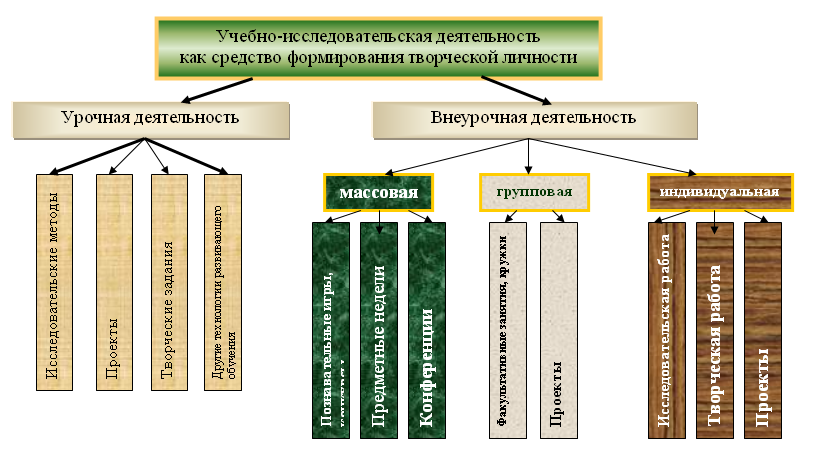 Учебно-исследовательская деятельность
как средство формирования творческой личности
Урочная деятельность
Внеурочная деятельность
массовая
групповая
индивидуальная
Исследовательские методы
Проекты
Творческие задания
Другие технологии развивающего
обучения
Познавательные игры,
Предметные недели
Конференции
Факультативные занятия, кружки
Проекты
Исследовательская работа
Творческая работа
Проекты